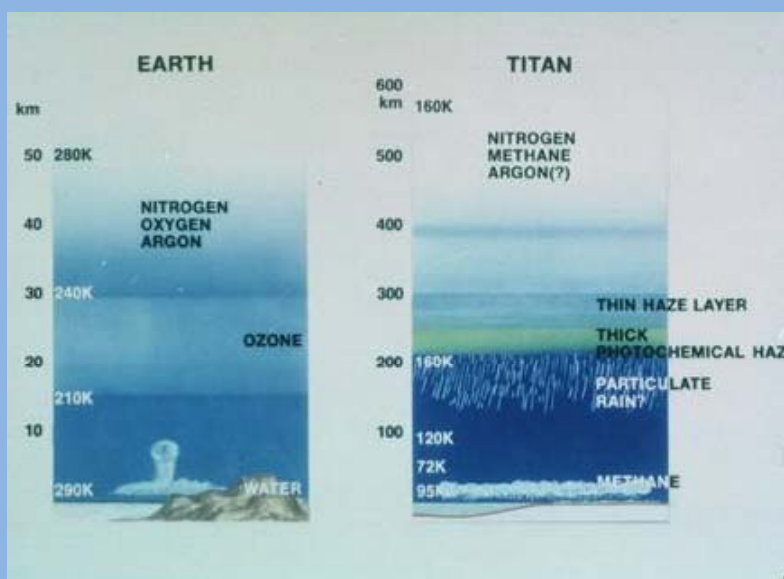 EARTH
km
50 280K
NITROGEN
40 OXYGEN
ARGON
30 240K
OZONE
20
210K
10
290K WATER
TITAN
600
km 160K
NITROGEN
500 METHANE
ARGON(?)
400
300 THIN HAZE LAYER
THICK
PHOTOCHEMICAL HAZ
200 160K
PARTICULATE
RAIN?
100 120K
72K
METHANE
95K